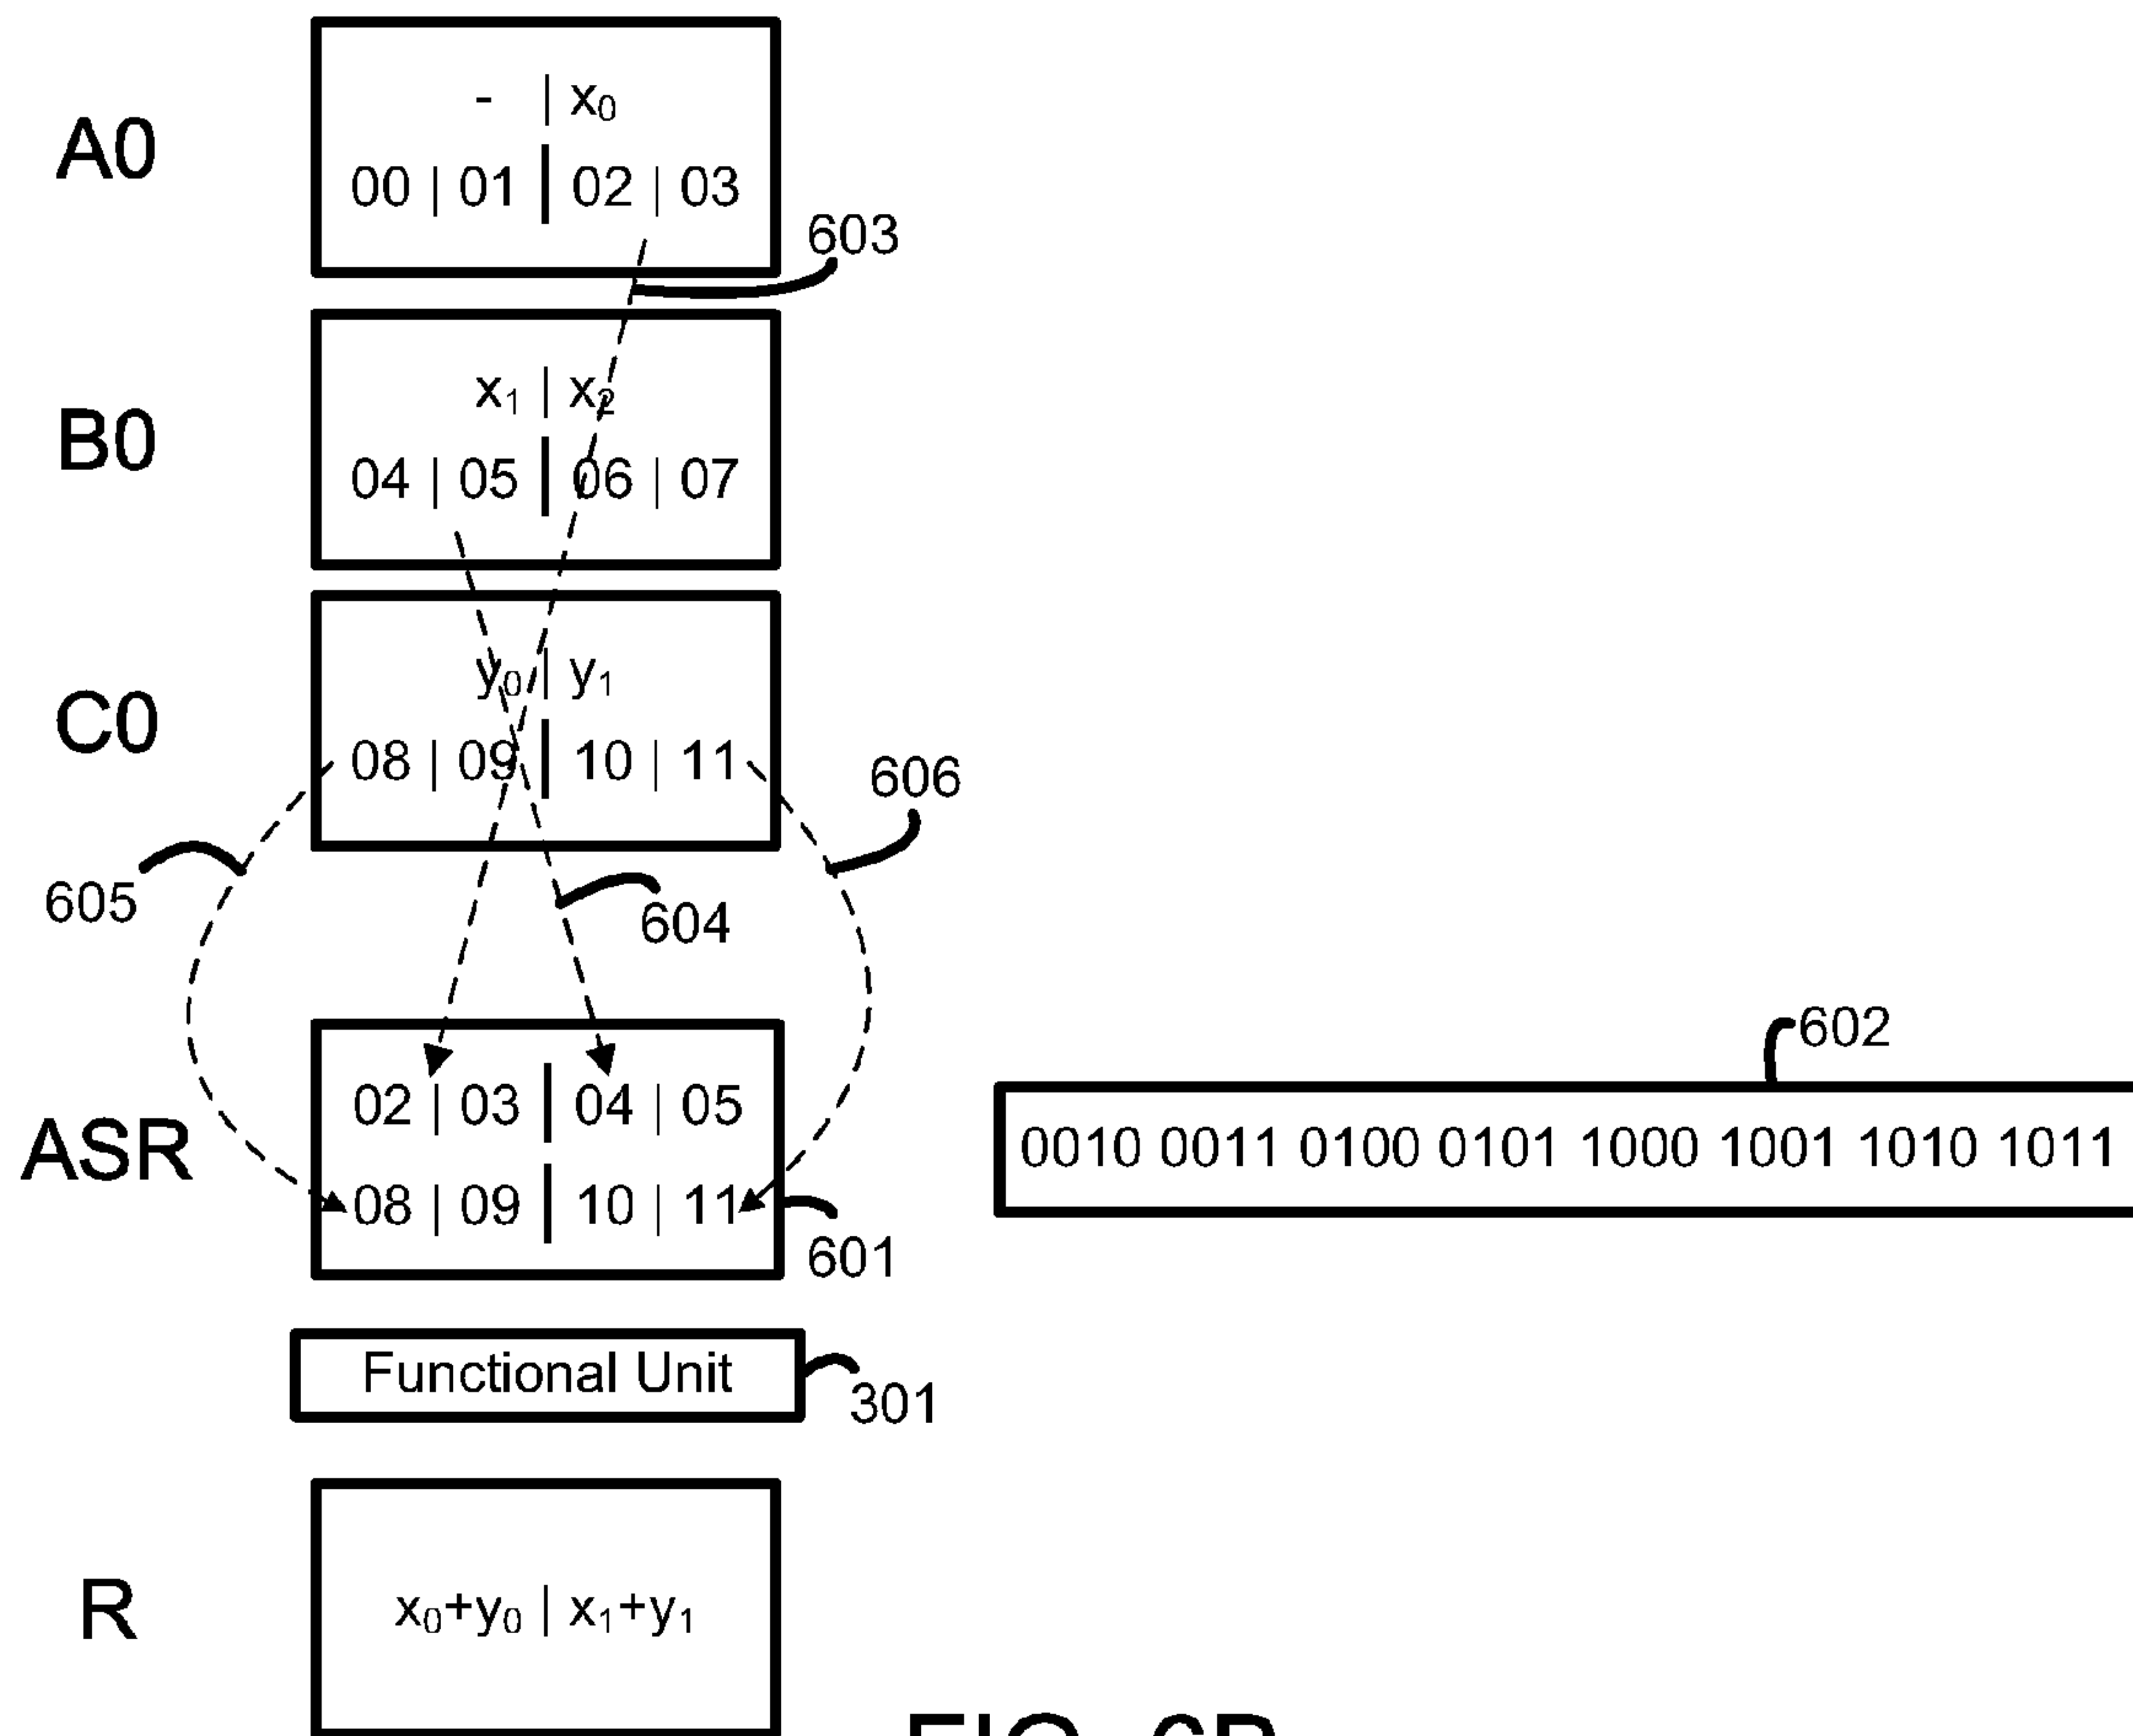 - | x₀
A0
00 | 01 | 02 | 03
603
x₁ | x₂
B0
04 | 05 | 06 | 07
y₀ | y₁
C0
08 | 09 | 10 | 11
606
605
604
602
02 | 03 | 04 | 05
ASR
0010 0011 0100 0101 1000 1001 1010 1011
08 | 09 | 10 | 11
601
Functional Unit
301
x₀+y₀ | x₁+y₁
R